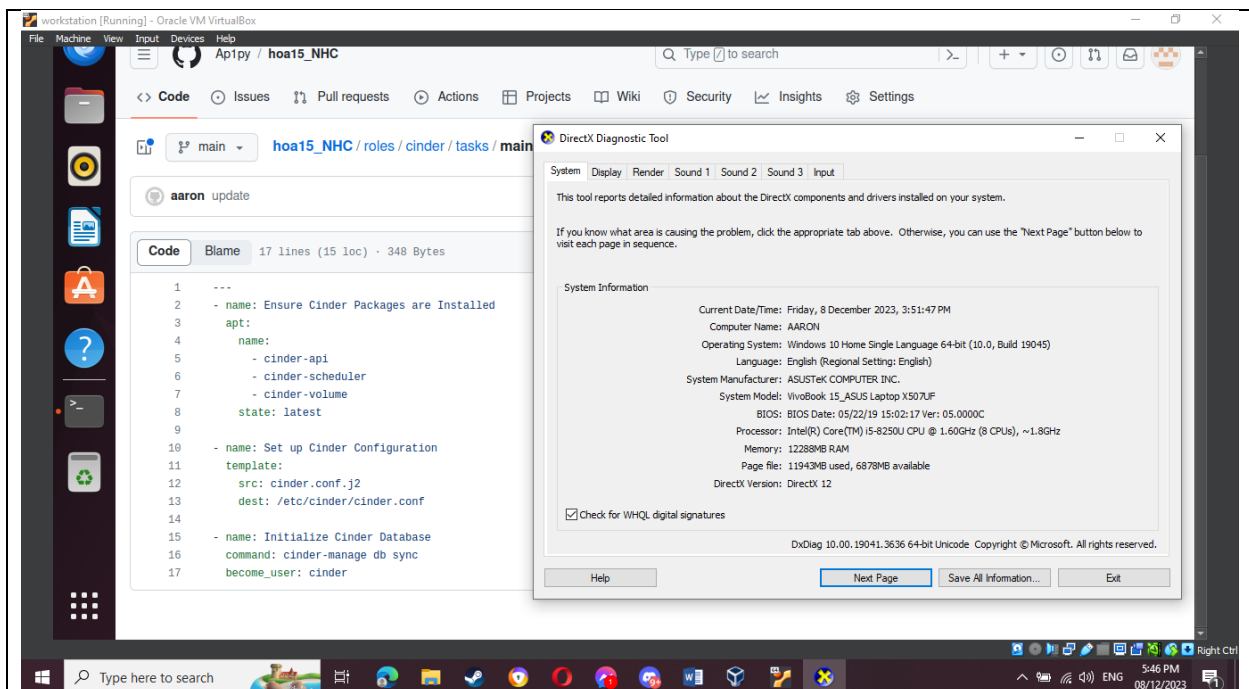 workstation [Running] - Oracle VM VirtualBox
File Machine View Input Devices Help
Ap1py / hoa15_NHC
Type / to search
Code Issues Pull requests Actions Projects Wiki Security Insights Settings
main
hoa15_NHC / roles / cinder / tasks / main
aaron update
Code Blame 17 lines (15 loc) · 348 Bytes
1 ---
2 - name: Ensure Cinder Packages are Installed
3 apt:
4 name:
5 - cinder-api
6 - cinder-scheduler
7 - cinder-volume
8 state: latest
9
10 - name: Set up Cinder Configuration
11 template:
12 src: cinder.conf.j2
13 dest: /etc/cinder/cinder.conf
14
15 - name: Initialize Cinder Database
16 command: cinder-manage db sync
17 become_user: cinder
DirectX Diagnostic Tool
System Display Render Sound 1 Sound 2 Sound 3 Input
This tool reports detailed information about the DirectX components and drivers installed on your system.
If you know what area is causing the problem, click the appropriate tab above. Otherwise, you can use the "Next Page" button below to
visit each page in sequence.
System Information
Current Date/Time: Friday, 8 December 2023, 3:51:47 PM
Computer Name: AARON
Operating System: Windows 10 Home Single Language 64-bit (10.0, Build 19045)
Language: English (Regional Setting: English)
System Manufacturer: ASUSTeK COMPUTER INC.
System Model: VivoBook 15_ASUS Laptop X507UF
BIOS: BIOS Date: 05/22/19 15:02:17 Ver: 05.0000C
Processor: Intel(R) Core(TM) i5-8250U CPU @ 1.60GHz (8 CPUs), ~1.8GHz
Memory: 12288MB RAM
Page file: 11943MB used, 6878MB available
DirectX Version: DirectX 12
Check for WHQL digital signatures
DxDiag 10.00.19041.3636 64-bit Unicode Copyright © Microsoft. All rights reserved.
Help Next Page Save All Information... Exit
Right Ctrl
Type here to search
ENG
5:46 PM
08/12/2023